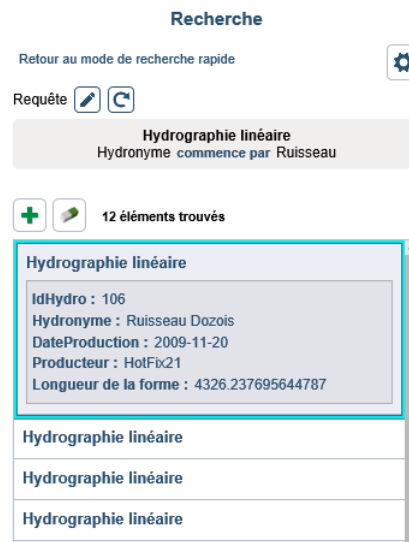 Recherche
Retour au mode de recherche rapide
Requête
Hydrographie linéaire
Hydronyme commence par Ruisseau
12 éléments trouvés
Hydrographie linéaire
IdHydro : 106
Hydronyme : Ruisseau Dozois
DateProduction : 2009-11-20
Producteur : HotFix21
Longueur de la forme : 4326.237695644787
Hydrographie linéaire
Hydrographie linéaire
Hydrographie linéaire